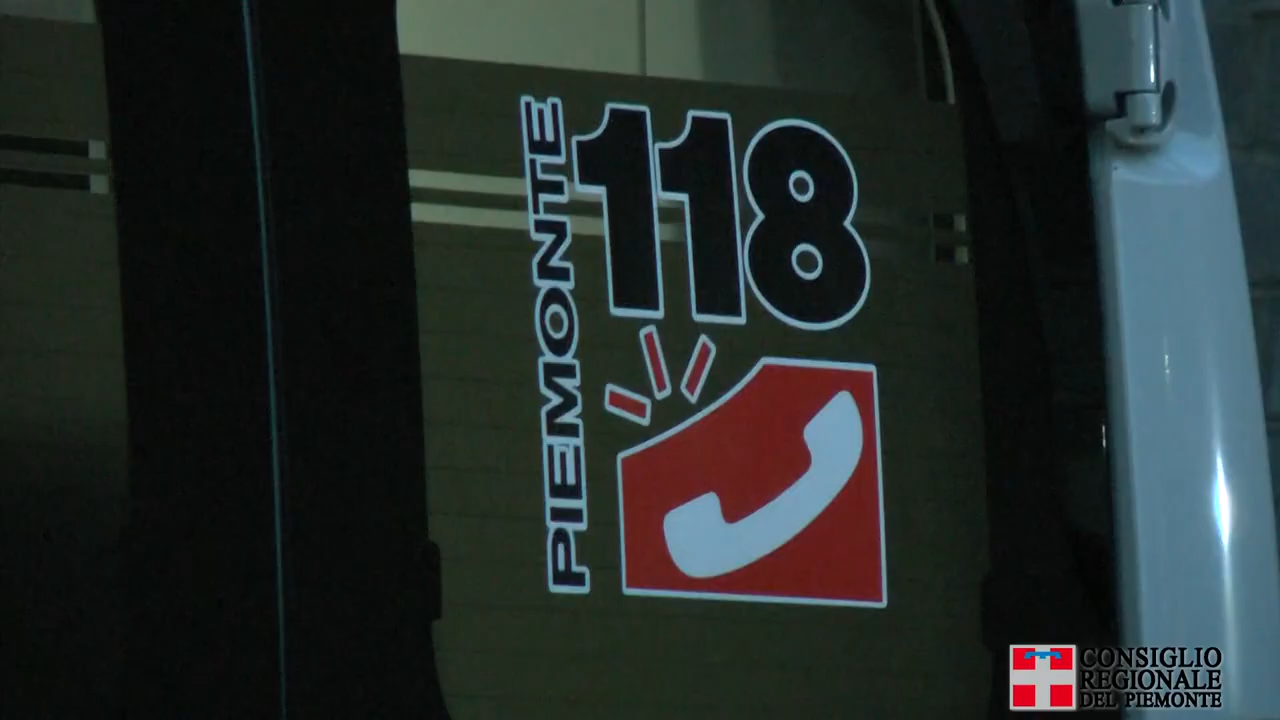 PIEMONTE
118
CONSIGLIO
REGIONALE
DEL PIEMONTE